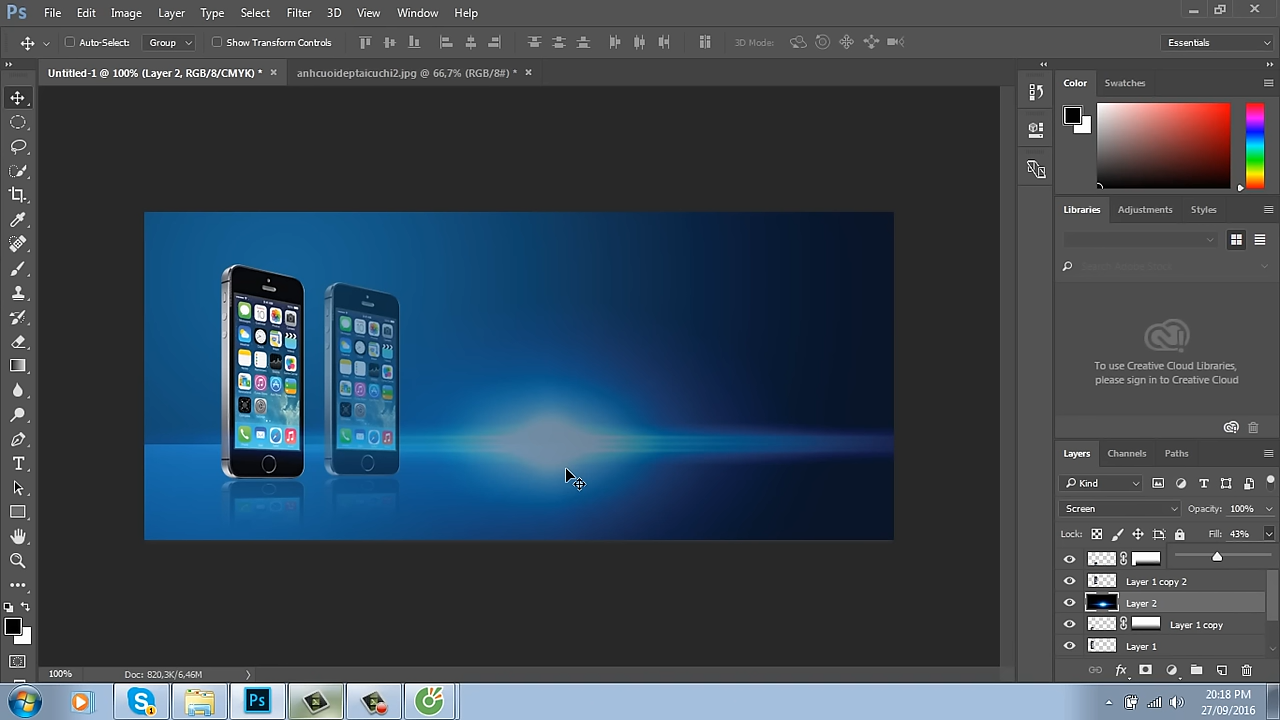 Ps File Edit Image Layer Type Select Filter 3D View Window Help
Auto-Select: Group Show Transform Controls 3D Mode: Essentials
Untitled-1 @ 100% (Layer 2, RGB/8/CMYK) * × anhcuoideptaicuchi2.jpg @ 66,7% (RGB/8#) * ×
Color Swatches
Libraries Adjustments Styles
Search Adobe Stock
To use Creative Cloud Libraries,
please sign in to Creative Cloud
Layers Channels Paths
Kind
Screen Opacity: 100%
Lock: Fill: 43%
Layer 1 copy 2
Layer 2
Layer 1 copy
Layer 1
100% Doc: 820,3K/6,46M
20:18 PM
27/09/2016